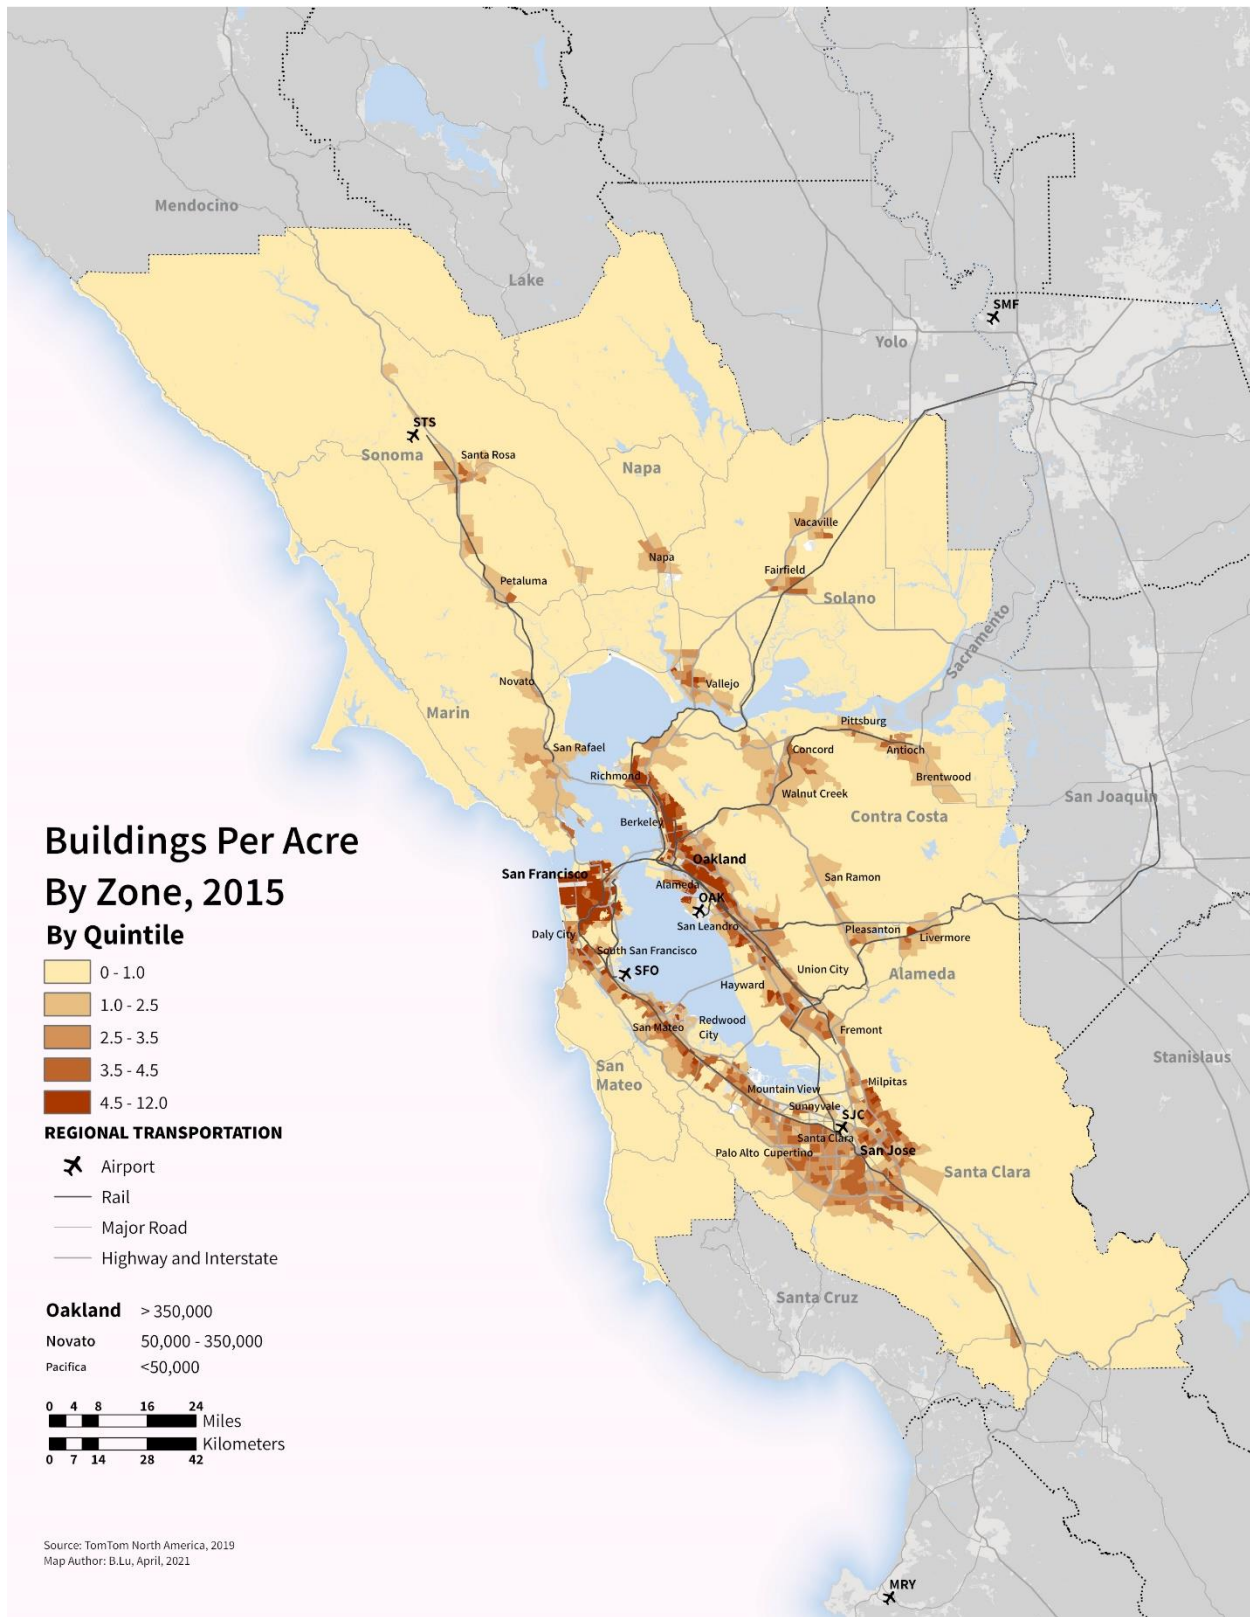 Mendocino
Lake
SMF
Yolo
STS
Sonoma
Santa Rosa
Napa
Vacaville
Napa
Fairfield
Petaluma
Solano
Sacramento
Novato
Vallejo
Marin
Pittsburg
San Rafael
Concord
Antioch
Richmond
Brentwood
Walnut Creek
San Joaquin
Contra Costa
Berkeley
Oakland
San Francisco
San Ramon
Alameda
OAK
San Leandro
Pleasanton
Daly City
Livermore
South San Francisco
SFO
Union City
Alameda
Hayward
Redwood
City
San Mateo
Fremont
Stanislaus
San
Mateo
Milpitas
Mountain View
Sunnyvale
SJC
Santa Clara
San Jose
Palo Alto
Cupertino
Santa Clara
Santa Cruz
MRY
Buildings Per Acre
By Zone, 2015
By Quintile
0 - 1.0
1.0 - 2.5
2.5 - 3.5
3.5 - 4.5
4.5 - 12.0
REGIONAL TRANSPORTATION
Airport
Rail
Major Road
Highway and Interstate
Oakland > 350,000
Novato 50,000 - 350,000
Pacifica <50,000
0 4 8 16 24
Miles
Kilometers
0 7 14 28 42
Source: TomTom North America, 2019
Map Author: B.Lu, April, 2021